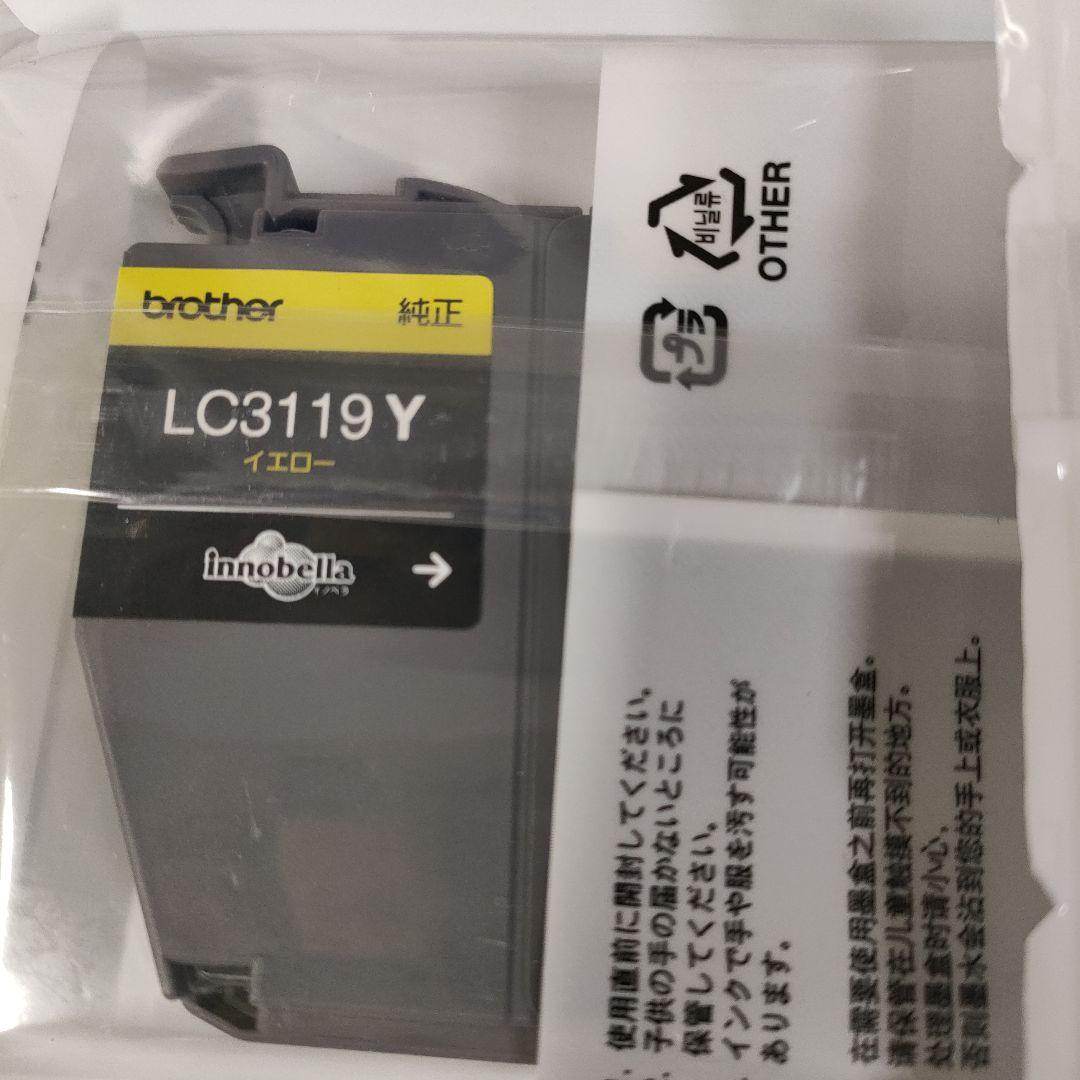 brother 純正
LC3119Y
イエロー
innobella
イノベラ
비닐류
OTHER
プラ
使用直前に開封してください。
子供の手の届かないところに
保管してください。
インクで手や服を汚す可能性が
あります。
在需要使用墨盒之前再打开墨盒。
请保管在儿童触摸不到的地方。
处理墨盒时请小心，
否则墨水会沾到您的手上或衣服上。